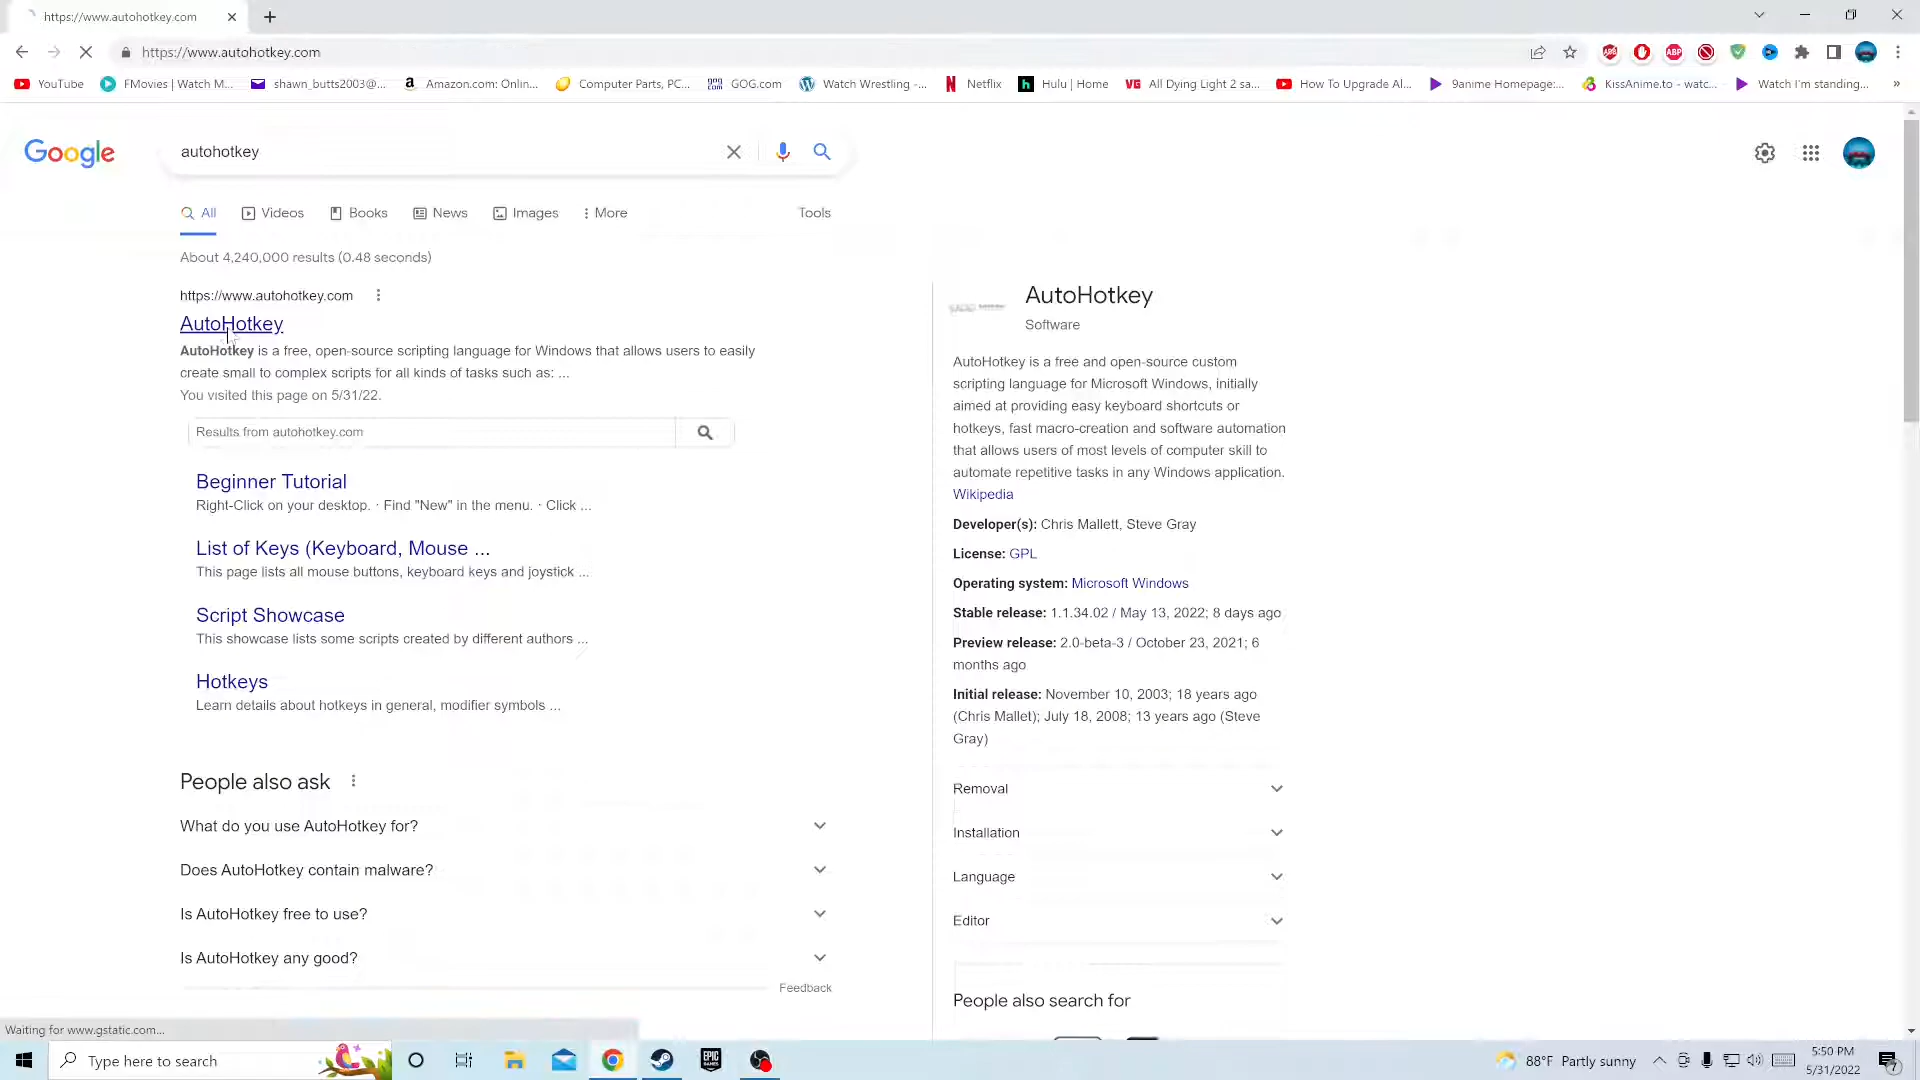 https://www.autohotkey.com
https://www.autohotkey.com
YouTube
FMovies | Watch M...
shawn_butts2003@...
Amazon.com: Onlin...
Computer Parts, PC...
GOG.com
Watch Wrestling -...
Netflix
Hulu | Home
VG All Dying Light 2 sa...
How To Upgrade Al...
9anime Homepage:...
KissAnime.to - watc...
Watch I'm standing...
»
Google
autohotkey
All
Videos
Books
News
Images
More
Tools
About 4,240,000 results (0.48 seconds)
https://www.autohotkey.com
AutoHotkey
AutoHotkey is a free, open-source scripting language for Windows that allows users to easily
create small to complex scripts for all kinds of tasks such as: ...
You visited this page on 5/31/22.
Results from autohotkey.com
Beginner Tutorial
Right-Click on your desktop. · Find "New" in the menu. · Click ...
List of Keys (Keyboard, Mouse ...
This page lists all mouse buttons, keyboard keys and joystick ...
Script Showcase
This showcase lists some scripts created by different authors ...
Hotkeys
Learn details about hotkeys in general, modifier symbols ...
People also ask
What do you use AutoHotkey for?
Does AutoHotkey contain malware?
Is AutoHotkey free to use?
Is AutoHotkey any good?
Feedback
AutoHotkey
Software
AutoHotkey is a free and open-source custom
scripting language for Microsoft Windows, initially
aimed at providing easy keyboard shortcuts or
hotkeys, fast macro-creation and software automation
that allows users of most levels of computer skill to
automate repetitive tasks in any Windows application.
Wikipedia
Developer(s): Chris Mallett, Steve Gray
License: GPL
Operating system: Microsoft Windows
Stable release: 1.1.34.02 / May 13, 2022; 8 days ago
Preview release: 2.0-beta-3 / October 23, 2021; 6
months ago
Initial release: November 10, 2003; 18 years ago
(Chris Mallet); July 18, 2008; 13 years ago (Steve
Gray)
Removal
Installation
Language
Editor
People also search for
Waiting for www.gstatic.com...
Type here to search
EPIC
GAMES
88°F Partly sunny
5:50 PM
5/31/2022
7